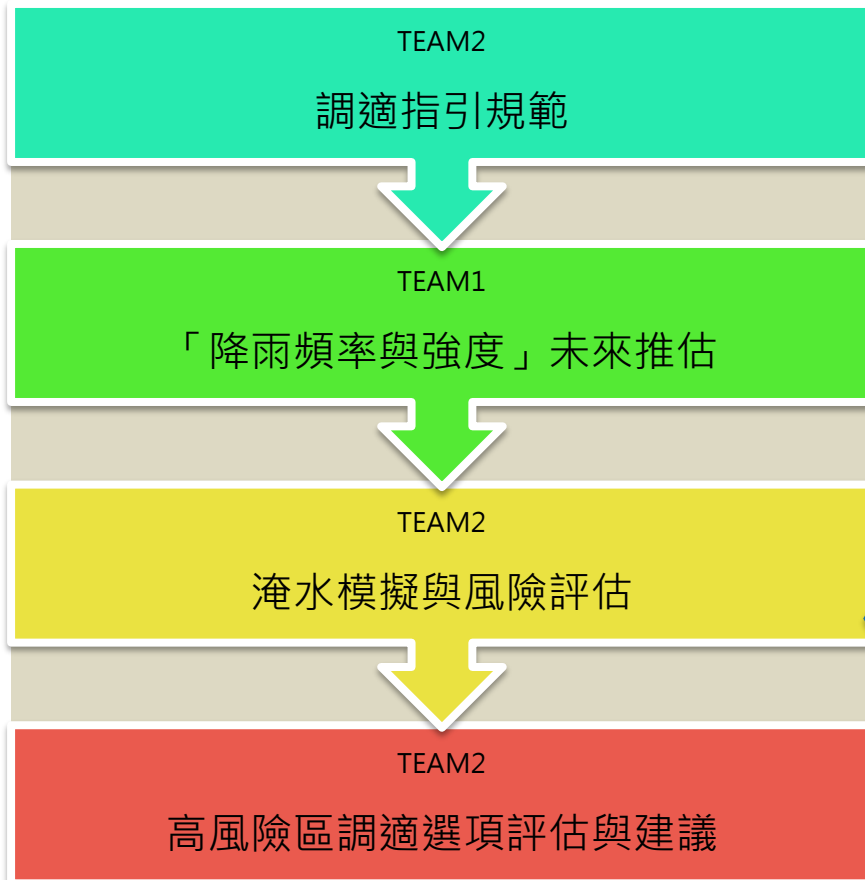 TEAM2
調適指引規範
TEAM1
「降雨頻率與強度」未來推估
TEAM2
淹水模擬與風險評估
TEAM2
高風險區調適選項評估與建議